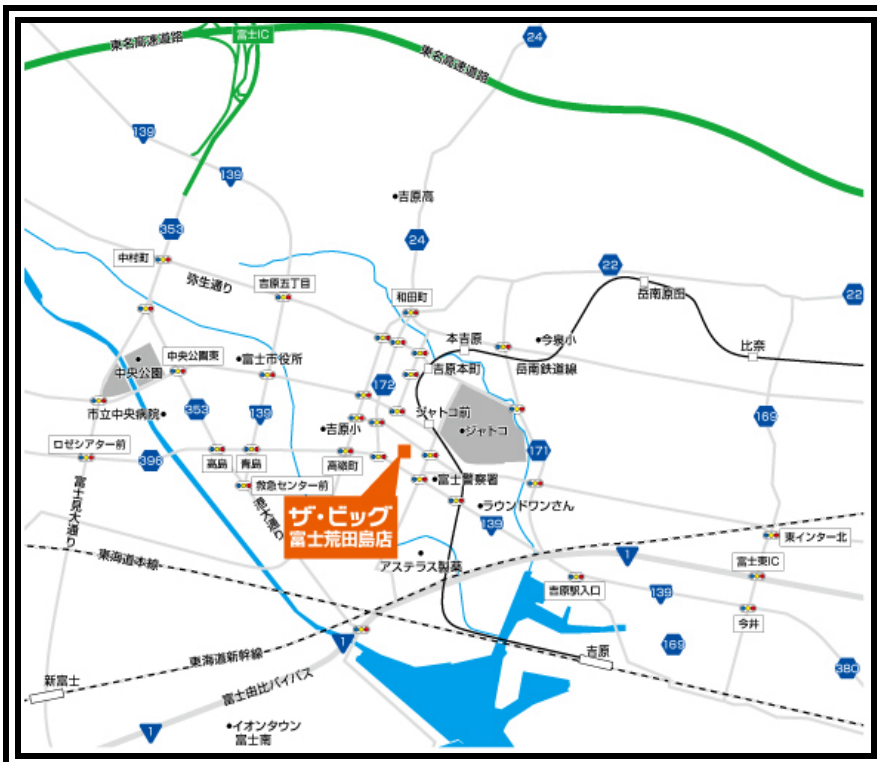 東名高速道路
富士IC
24
東名高速道路
139
139
吉原高
353
24
中村町
弥生通り
吉原五丁目
和田町
22
22
岳南原田
本吉原
今泉小
比奈
中央公園
中央公園東
富士市役所
吉原本町
岳南鉄道線
172
市立中央病院
353
139
ジャトコ前
ジャトコ
169
吉原小
ロゼシアター前
396
高島
青島
高嶺町
171
富士見大通り
救急センター前
富士警察署
ラウンドワンさん
ザ・ビッグ
富士荒田島店
139
東インター北
東海道本線
アステラス製薬
1
富士東IC
吉原駅入口
139
今井
1
169
吉原
380
東海道新幹線
新富士
富士由比バイパス
1
イオンタウン
富士南